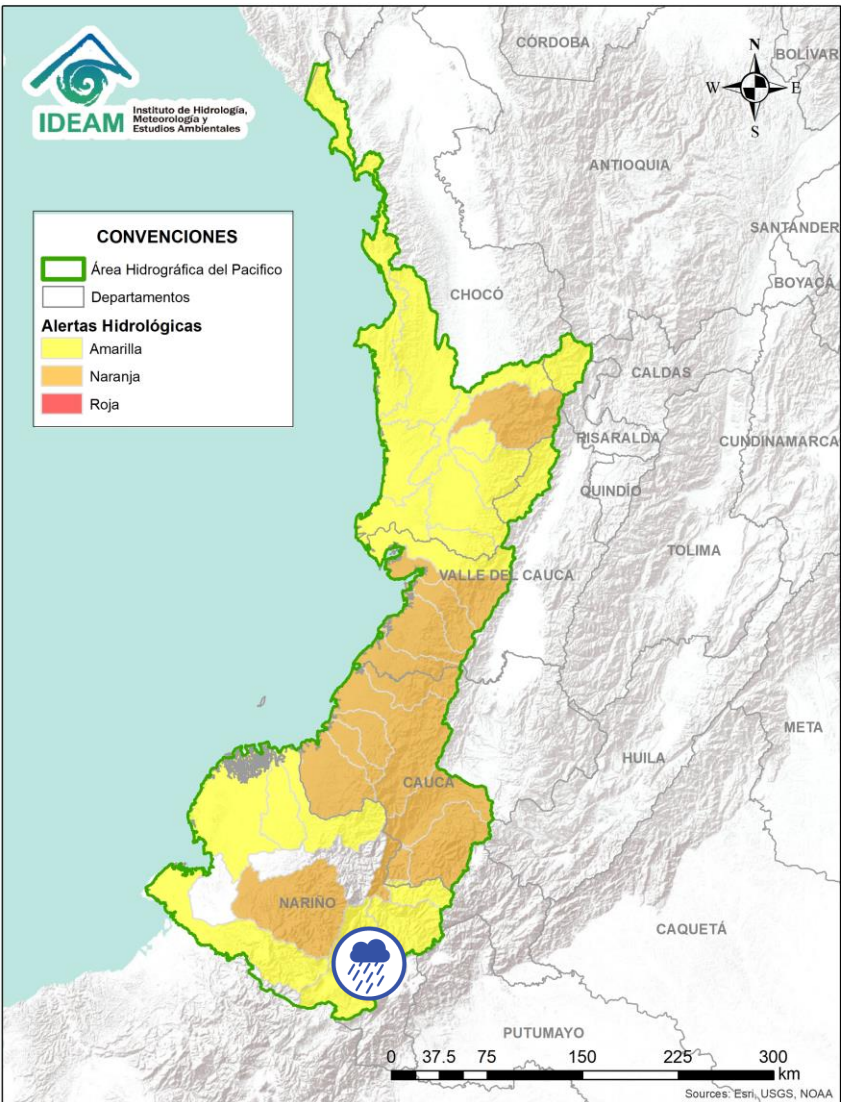 IDEAM
Instituto de Hidrología,
Meteorología y
Estudios Ambientales
N
W
E
S
CÓRDOBA
BOLÍVAR
ANTIOQUIA
SANTANDER
BOYACÁ
CHOCÓ
CALDAS
RISARALDA
CUNDINAMARCA
QUINDÍO
TOLIMA
VALLE DEL CAUCA
META
HUILA
CAUCA
NARIÑO
CAQUETÁ
PUTUMAYO
CONVENCIONES
Área Hidrográfica del Pacifico
Departamentos
Alertas Hidrológicas
Amarilla
Naranja
Roja
0 37.5 75 150 225 300
km
Sources: Esri, USGS, NOAA